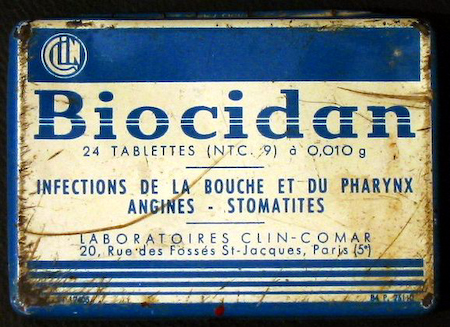 CLIN
Biocidan
24 TABLETTES (NTC. 9) à 0,010 g
INFECTIONS DE LA BOUCHE ET DU PHARYNX
ANGINES - STOMATITES
LABORATOIRES CLIN-COMAR
20, Rue des Fossés St-Jacques, Paris (5e)